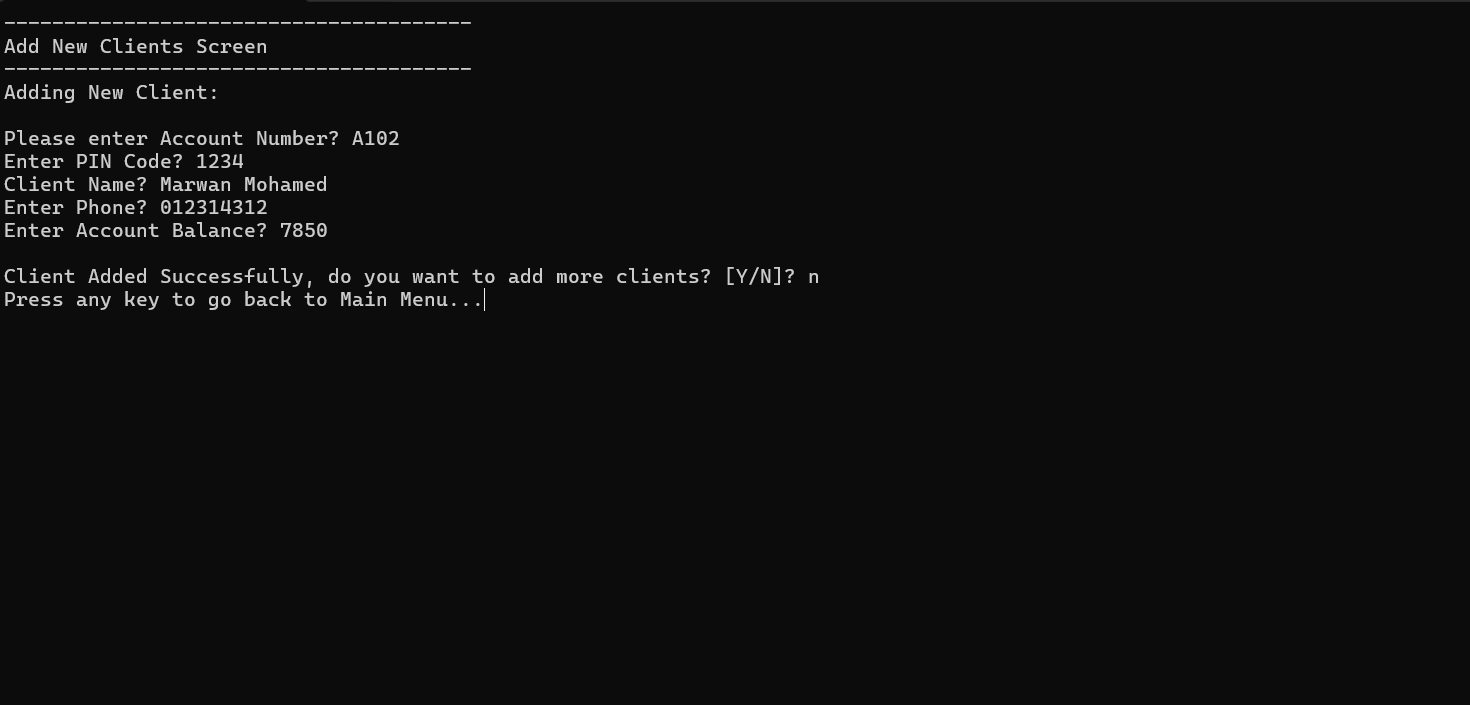 ---------------------------------------
Add New Clients Screen
---------------------------------------
Adding New Client:

Please enter Account Number? A102
Enter PIN Code? 1234
Client Name? Marwan Mohamed
Enter Phone? 012314312
Enter Account Balance? 7850

Client Added Successfully, do you want to add more clients? [Y/N]? n
Press any key to go back to Main Menu...